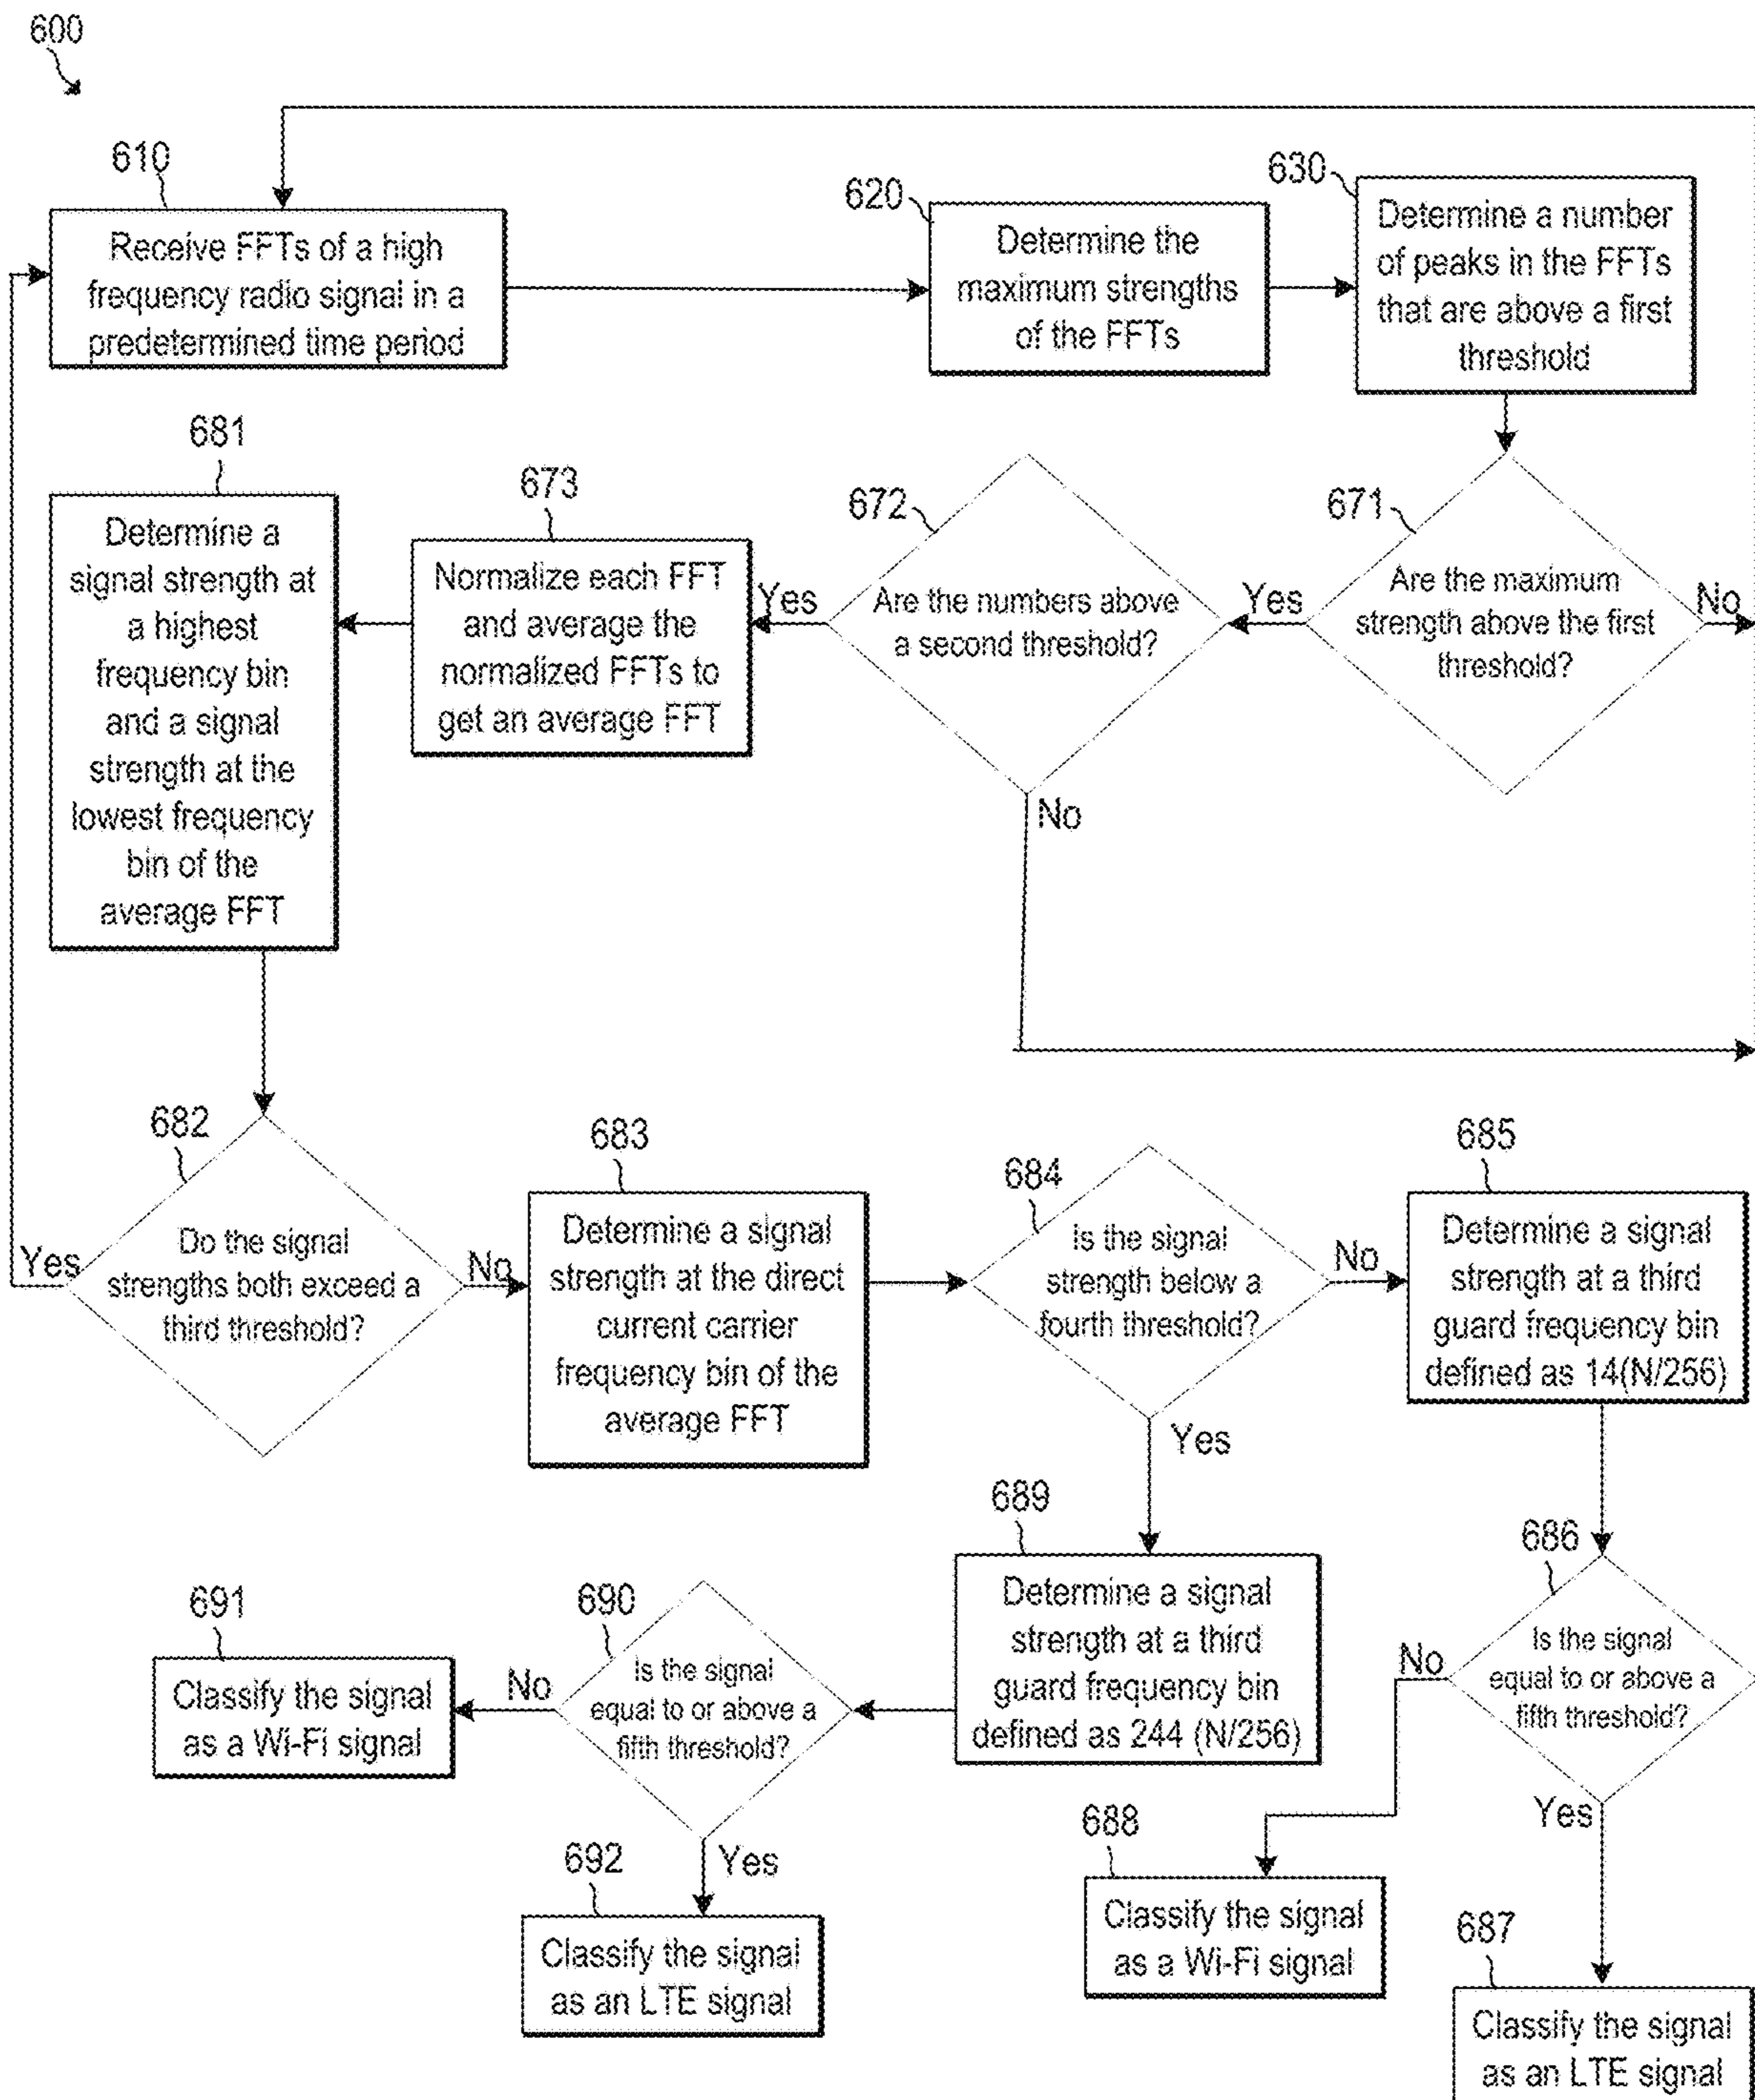 600
610
Receive FFTs of a high
frequency radio signal in a
predetermined time period
620
Determine the
maximum strengths
of the FFTs
630
Determine a number
of peaks in the FFTs
that are above a first
threshold
671
Are the maximum
strength above the first
threshold?
No
Yes
672
Are the numbers above
a second threshold?
Yes
No
673
Normalize each FFT
and average the
normalized FFTs to
get an average FFT
681
Determine a
signal strength at
a highest
frequency bin
and a signal
strength at the
lowest frequency
bin of the
average FFT
682
Do the signal
strengths both exceed a
third threshold?
Yes
No
683
Determine a signal
strength at the direct
current carrier
frequency bin of the
average FFT
684
Is the signal
strength below a
fourth threshold?
No
Yes
685
Determine a signal
strength at a third
guard frequency bin
defined as 14(N/256)
686
Is the signal
equal to or above a
fifth threshold?
No
Yes
689
Determine a signal
strength at a third
guard frequency bin
defined as 244 (N/256)
690
Is the signal
equal to or above a
fifth threshold?
No
Yes
691
Classify the signal
as a Wi-Fi signal
692
Classify the signal
as an LTE signal
688
Classify the signal
as a Wi-Fi signal
687
Classify the signal
as an LTE signal